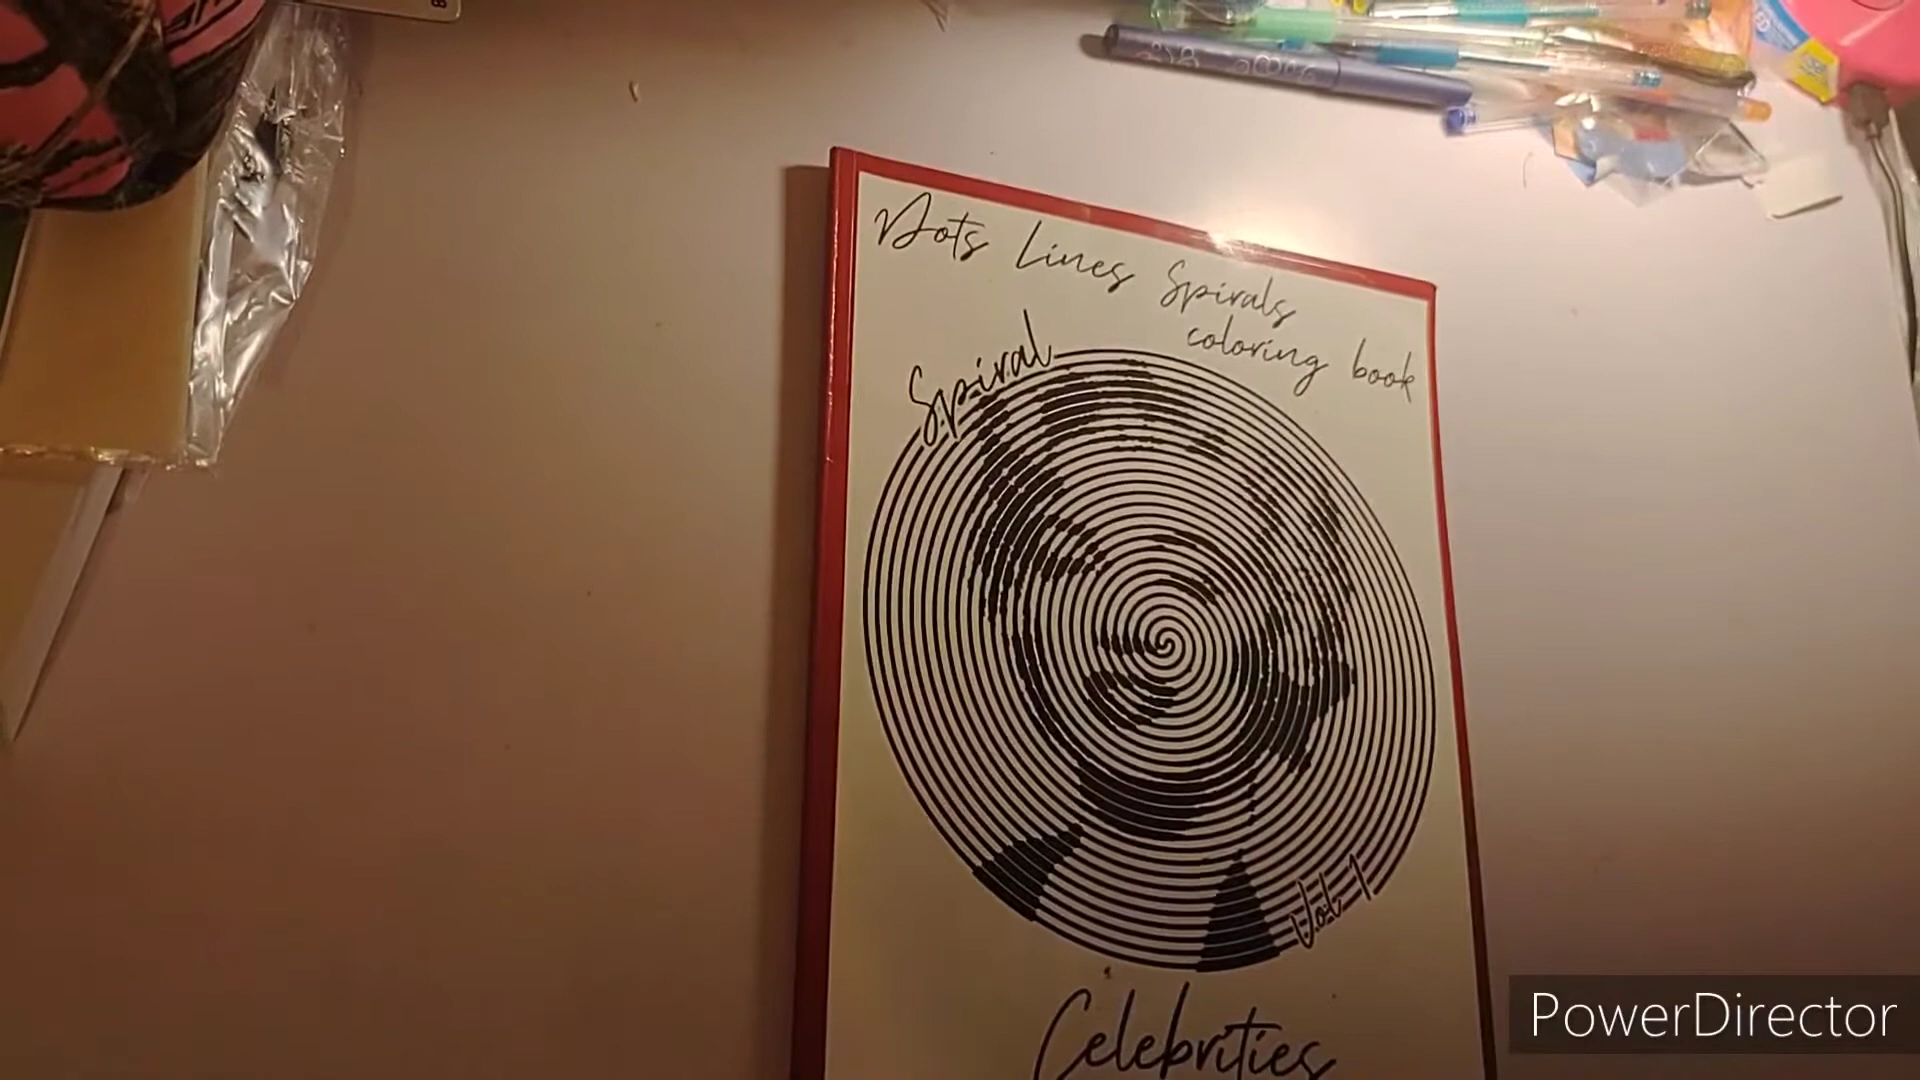 Dots Lines Spirals
coloring book
Spiral
Vol 1
Celebrities
PowerDirector